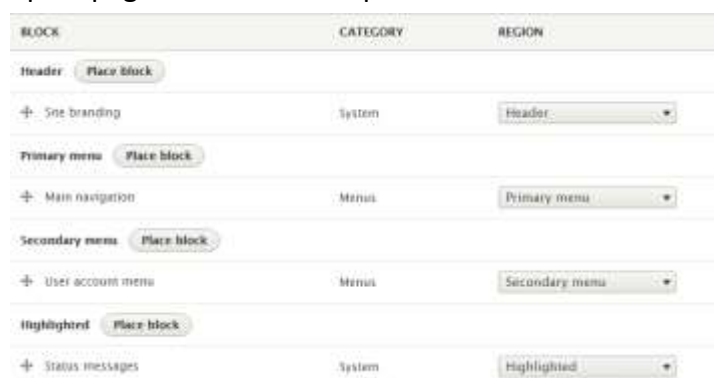 BLOCK CATEGORY REGION
Header Place block
Site branding System Header
Primary menu Place block
Main navigation Menus Primary menu
Secondary menu Place block
User account menu Menus Secondary menu
Highlighted Place block
Status messages System Highlighted